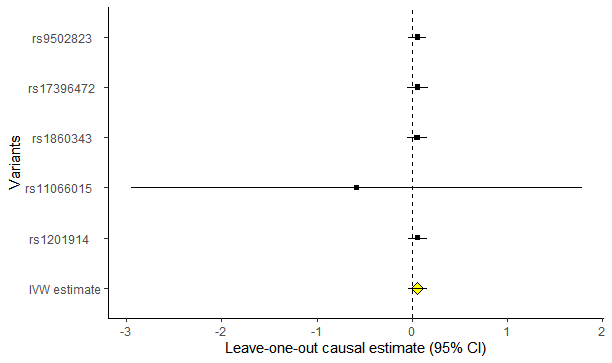 Variants
rs9502823
rs17396472
rs1860343
rs11066015
rs1201914
IVW estimate
-3
-2
-1
0
1
2
Leave-one-out causal estimate (95% CI)